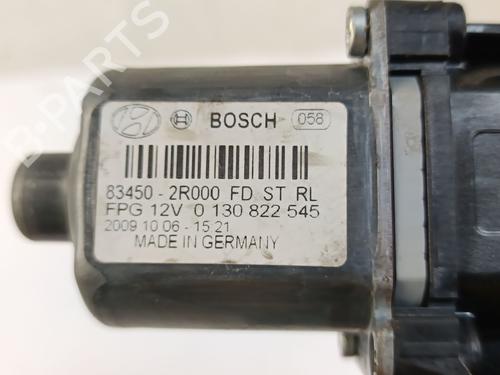 BOSCH 058
83450 - 2R000 FD ST RL
FPG 12V 0 130 822 545
2009 10 06 - 15:21
MADE IN GERMANY
B PARTS